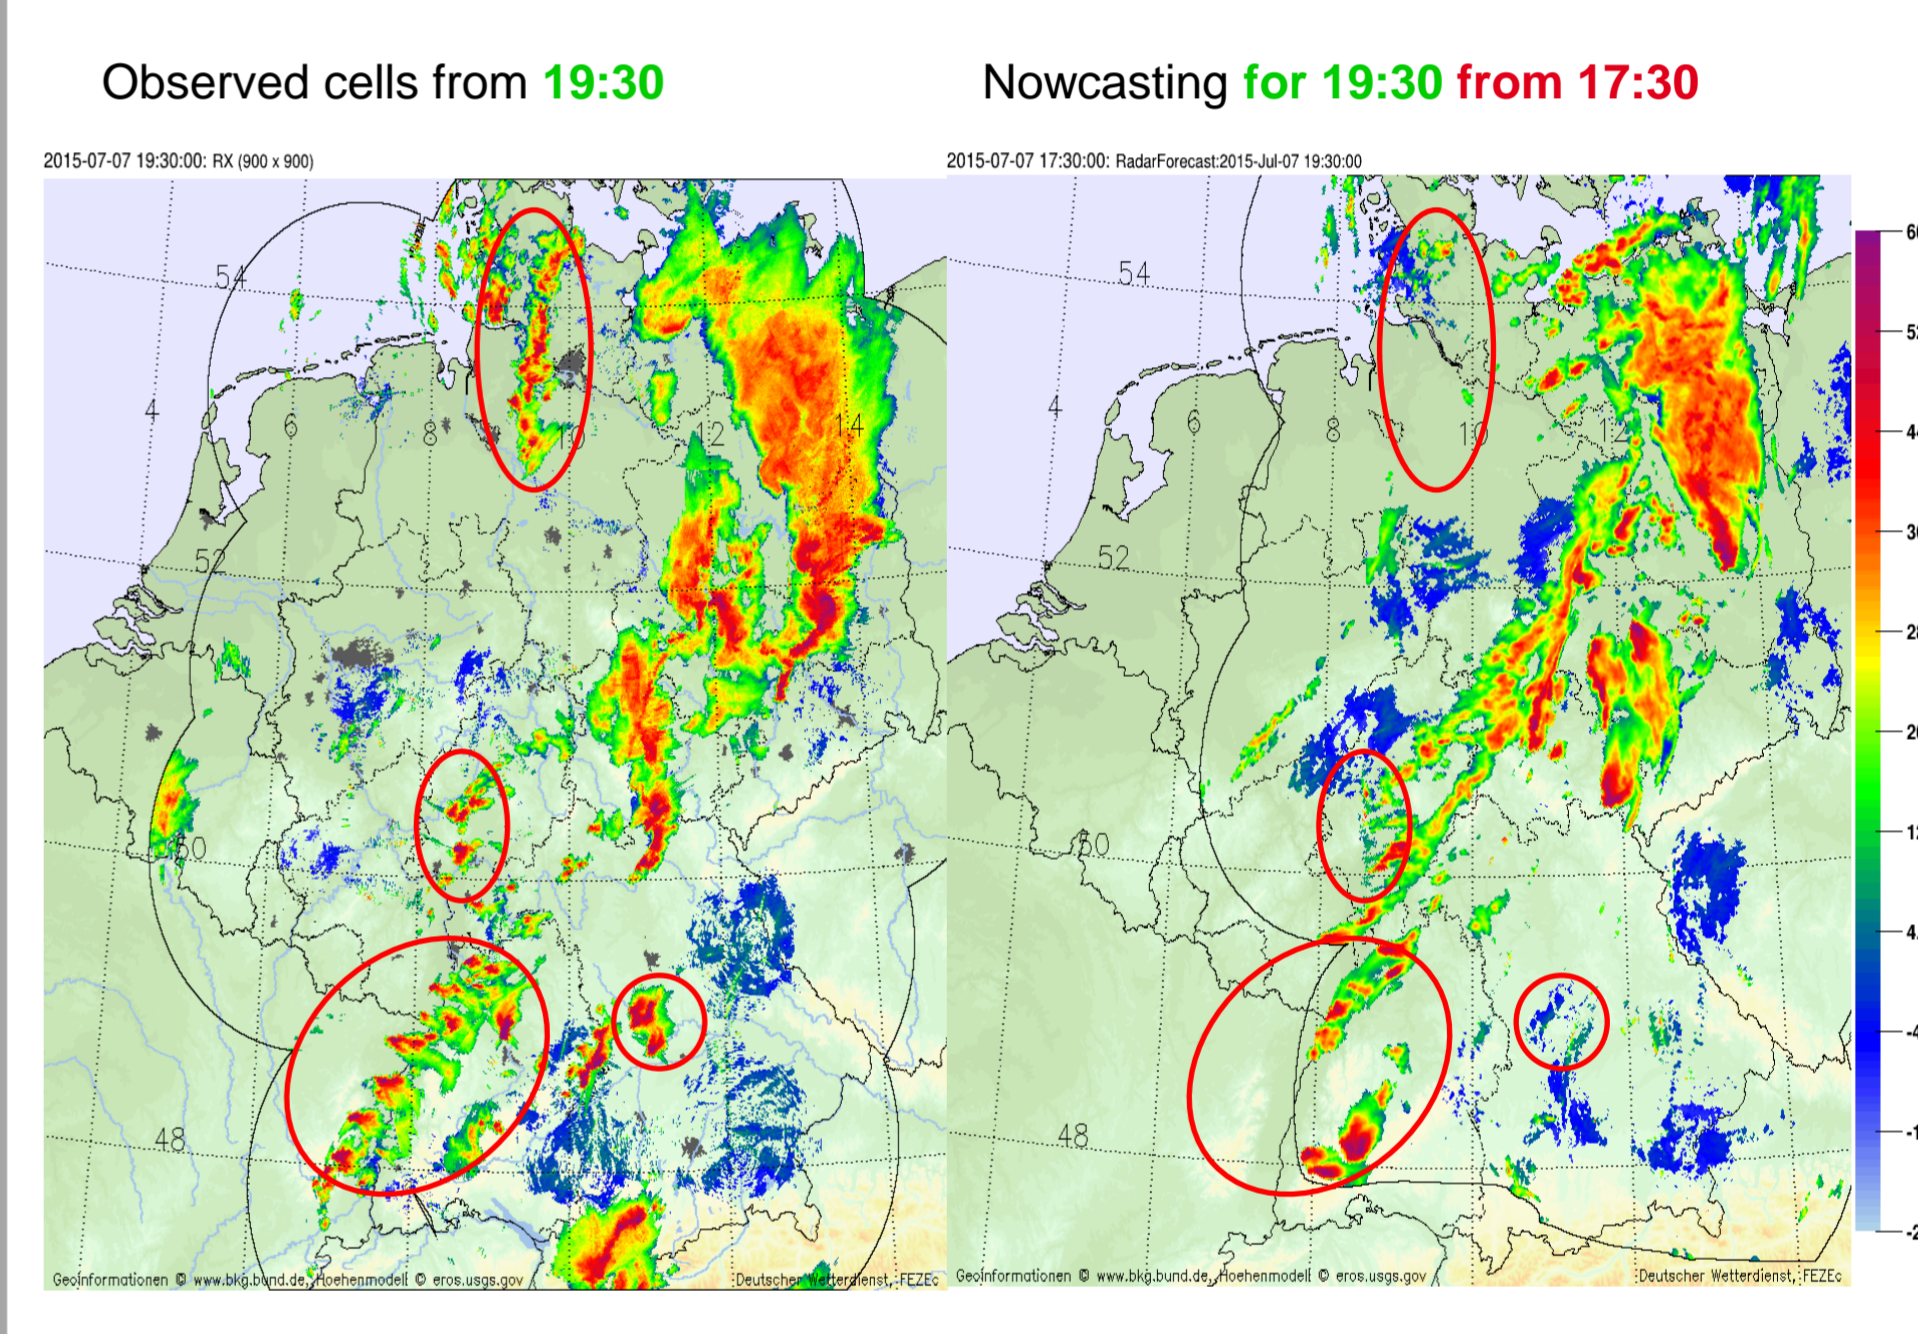 Observed cells from 19:30
Nowcasting for 19:30 from 17:30
2015-07-07 19:30:00: RX (900 x 900)
2015-07-07 17:30:00: RadarForecast:2015-Jul-07 19:30:00
54
4
6
8
10
12
14
52
50
48
Geoinformationen © www.bkg.bund.de, Hoehenmodell © eros.usgs.gov
Deutscher Wetterdienst, FEZEc
54
4
6
8
10
12
52
50
48
Geoinformationen © www.bkg.bund.de, Hoehenmodell © eros.usgs.gov
Deutscher Wetterdienst, FEZEc